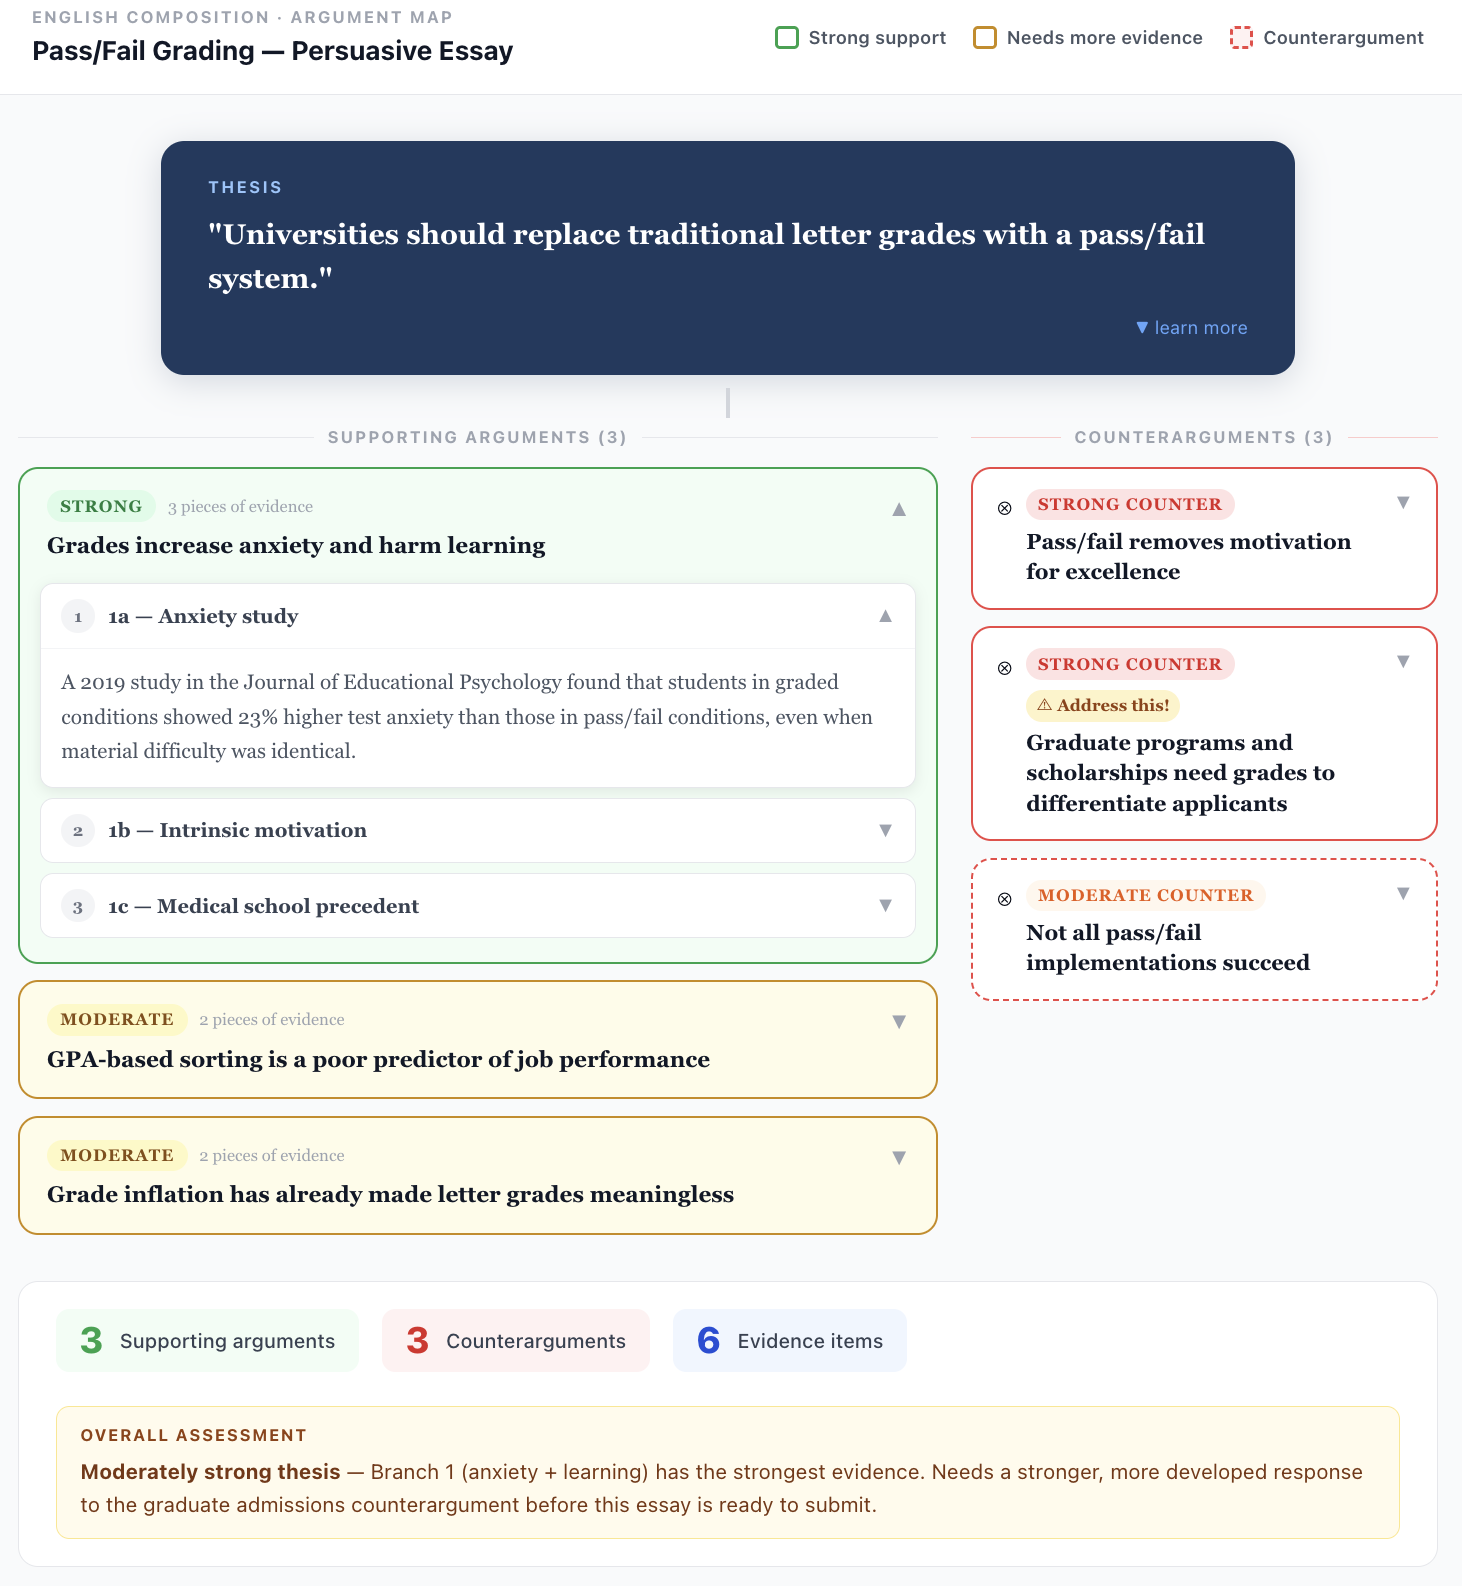 ENGLISH COMPOSITION · ARGUMENT MAP
Pass/Fail Grading — Persuasive Essay
Strong support
Needs more evidence
Counterargument
THESIS
"Universities should replace traditional letter grades with a pass/fail
system."
▼ learn more
SUPPORTING ARGUMENTS (3)
STRONG 3 pieces of evidence ▲
Grades increase anxiety and harm learning
1 1a — Anxiety study ▲
A 2019 study in the Journal of Educational Psychology found that students in graded
conditions showed 23% higher test anxiety than those in pass/fail conditions, even when
material difficulty was identical.
2 1b — Intrinsic motivation ▼
3 1c — Medical school precedent ▼
MODERATE 2 pieces of evidence ▼
GPA-based sorting is a poor predictor of job performance
MODERATE 2 pieces of evidence ▼
Grade inflation has already made letter grades meaningless
COUNTERARGUMENTS (3)
⊗ STRONG COUNTER ▼
Pass/fail removes motivation
for excellence
⊗ STRONG COUNTER ▼
⚠ Address this!
Graduate programs and
scholarships need grades to
differentiate applicants
⊗ MODERATE COUNTER ▼
Not all pass/fail
implementations succeed
3 Supporting arguments
3 Counterarguments
6 Evidence items
OVERALL ASSESSMENT
Moderately strong thesis — Branch 1 (anxiety + learning) has the strongest evidence. Needs a stronger, more developed response
to the graduate admissions counterargument before this essay is ready to submit.